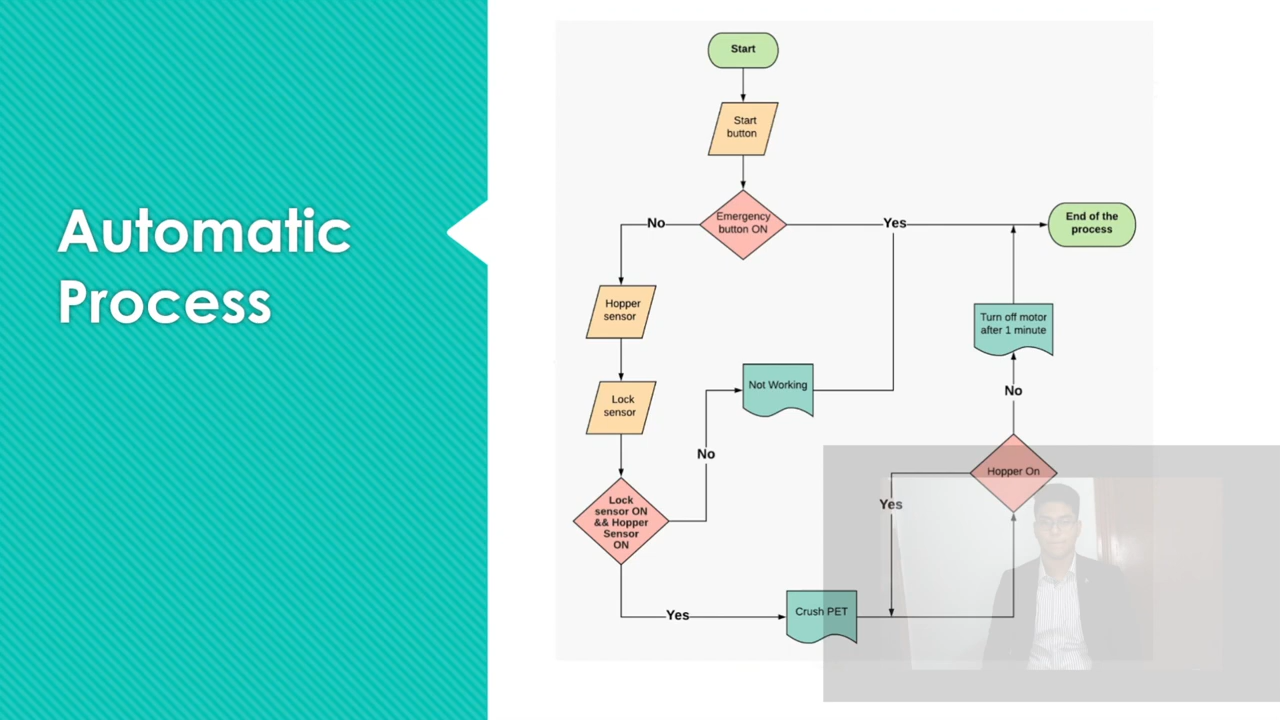 Automatic
Process
Start
Start
button
Emergency
button ON
No
Yes
End of the
process
Hopper
sensor
Turn off motor
after 1 minute
Lock
sensor
Not Working
No
No
Hopper On
Lock
sensor ON
&& Hopper
Sensor
ON
Yes
Yes
Crush PET